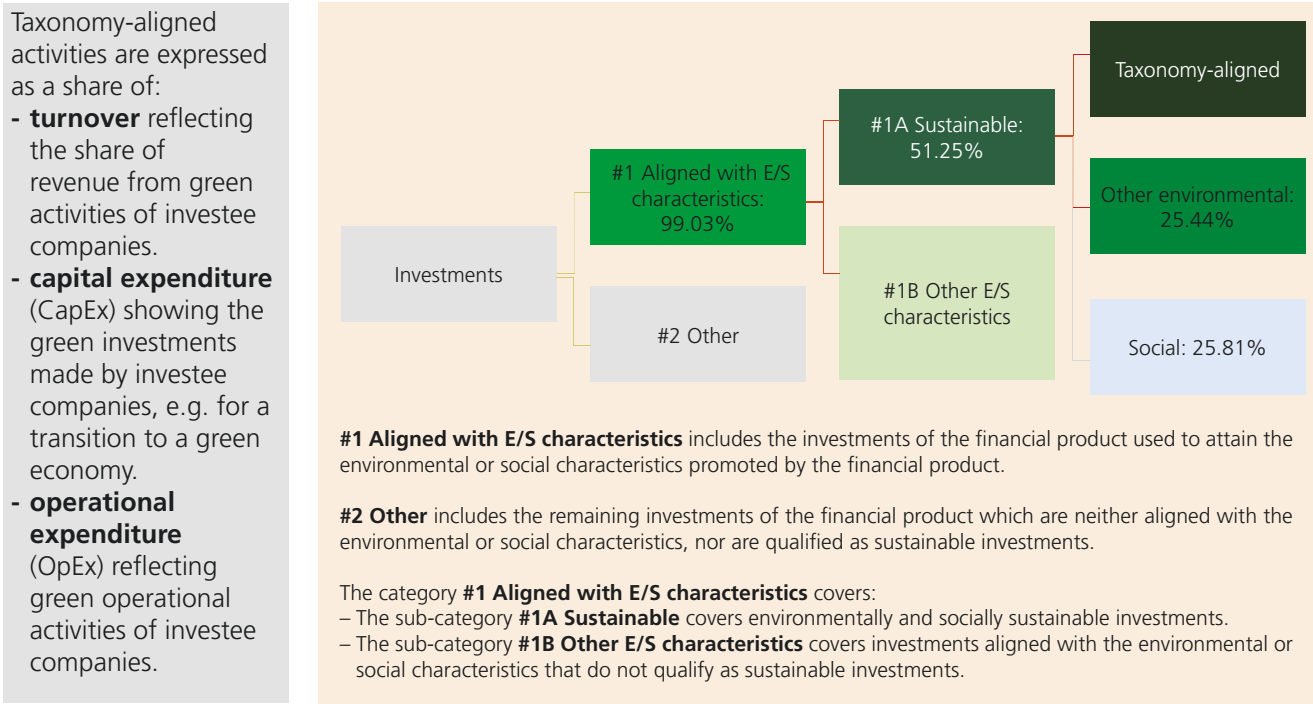 Taxonomy-aligned
activities are expressed
as a share of:
- turnover reflecting
the share of
revenue from green
activities of investee
companies.
- capital expenditure
(CapEx) showing the
green investments
made by investee
companies, e.g. for a
transition to a green
economy.
- operational
expenditure
(OpEx) reflecting
green operational
activities of investee
companies.
Investments
#1 Aligned with E/S
characteristics:
99.03%
#2 Other
#1A Sustainable:
51.25%
#1B Other E/S
characteristics
Taxonomy-aligned
Other environmental:
25.44%
Social: 25.81%
#1 Aligned with E/S characteristics includes the investments of the financial product used to attain the
environmental or social characteristics promoted by the financial product.
#2 Other includes the remaining investments of the financial product which are neither aligned with the
environmental or social characteristics, nor are qualified as sustainable investments.
The category #1 Aligned with E/S characteristics covers:
– The sub-category #1A Sustainable covers environmentally and socially sustainable investments.
– The sub-category #1B Other E/S characteristics covers investments aligned with the environmental or
social characteristics that do not qualify as sustainable investments.